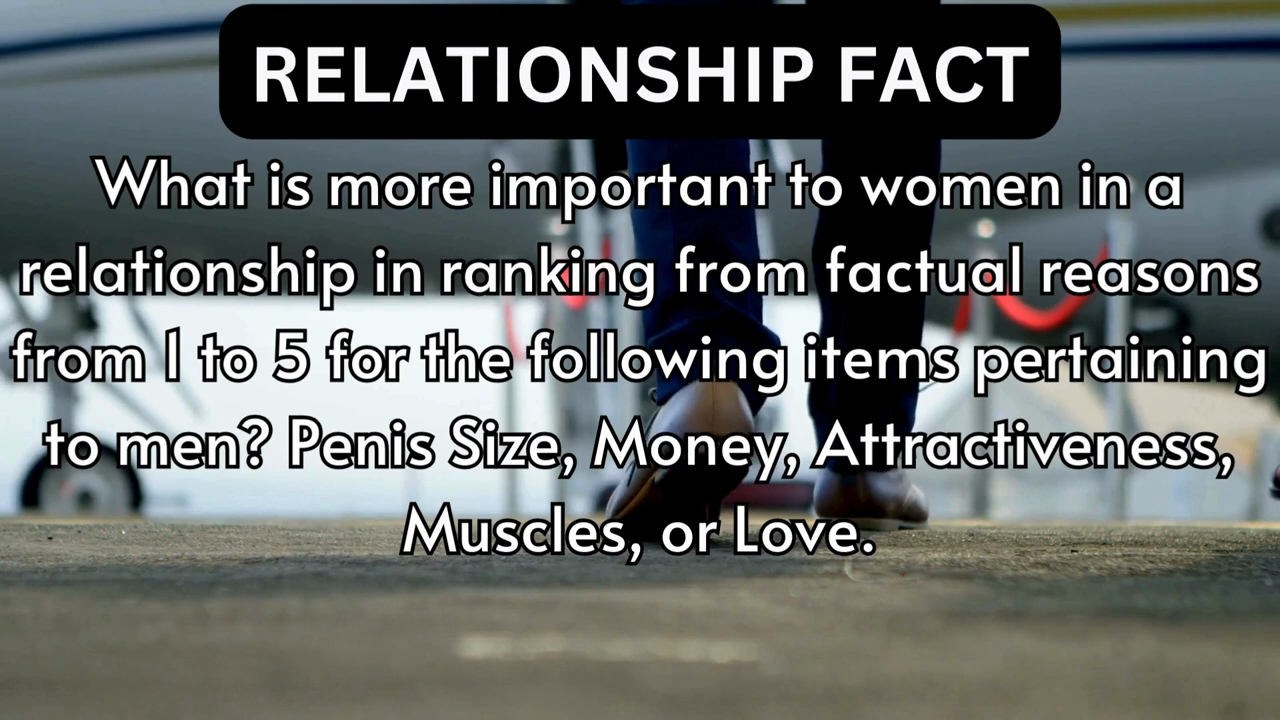 RELATIONSHIP FACT
What is more important to women in a
relationship in ranking from factual reasons
from 1 to 5 for the following items pertaining
to men? Penis Size, Money, Attractiveness,
Muscles, or Love.